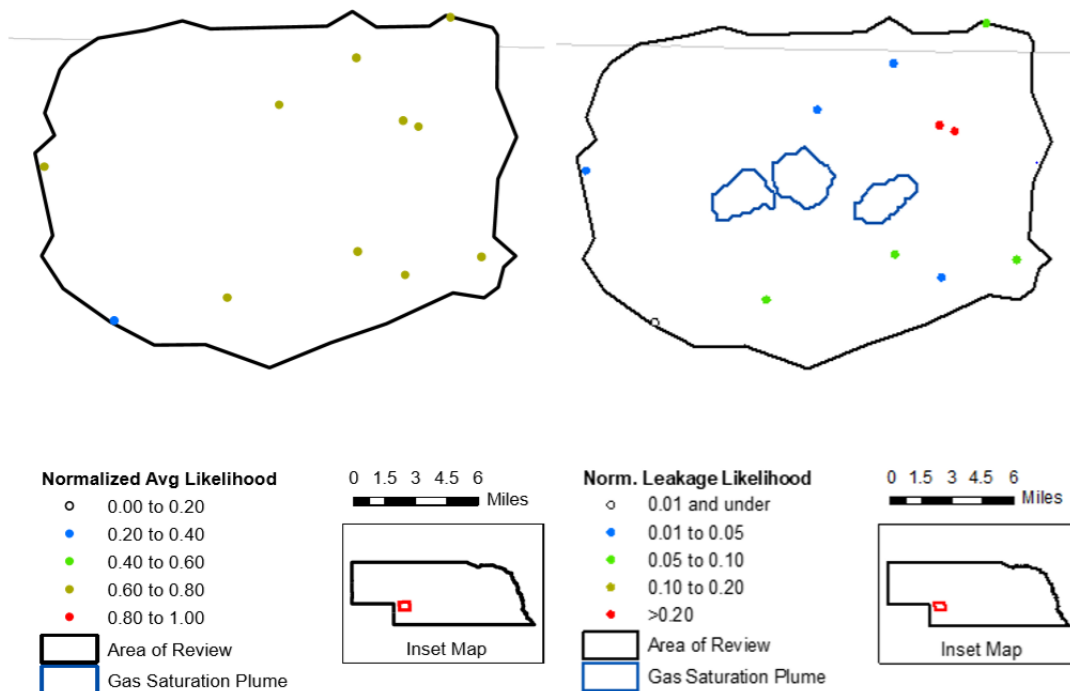 Normalized Avg Likelihood
0.00 to 0.20
0.20 to 0.40
0.40 to 0.60
0.60 to 0.80
0.80 to 1.00
Area of Review
Gas Saturation Plume
0 1.5 3 4.5 6
Miles
Inset Map
Norm. Leakage Likelihood
0.01 and under
0.01 to 0.05
0.05 to 0.10
0.10 to 0.20
>0.20
Area of Review
Gas Saturation Plume
0 1.5 3 4.5 6
Miles
Inset Map